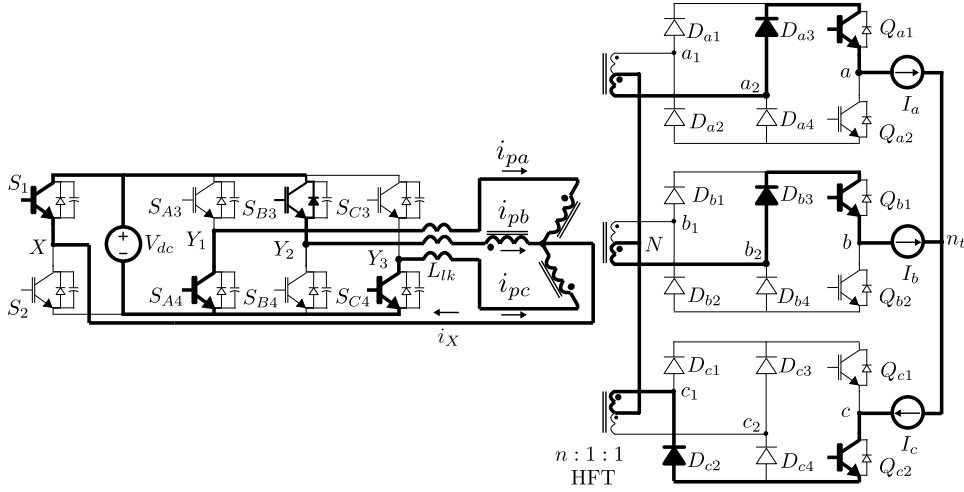 S1
X
S2
Vdc
SA3
SB3
SC3
Y1
Y2
Y3
SA4
SB4
SC4
Llk
ipa
ipb
ipc
iX
Da1
Da3
Qa1
a1
a
a2
Ia
Da2
Da4
Qa2
Db1
Db3
Qb1
b1
N
b2
b
nt
Ib
Db2
Db4
Qb2
Dc1
Dc3
Qc1
c1
c
c2
Ic
n : 1 : 1
HFT
Dc2
Dc4
Qc2